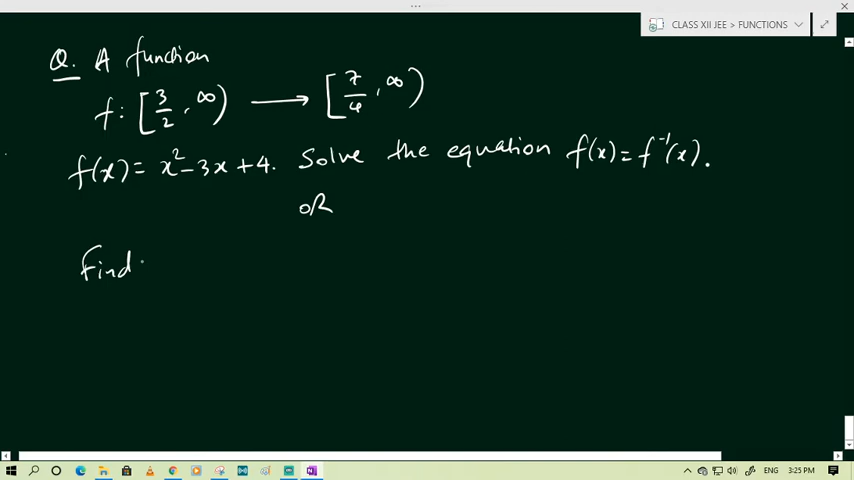 CLASS XII JEE > FUNCTIONS
Q. A function
f: [3/2, ∞) ⟶ [7/4, ∞)
f(x) = x² - 3x + 4. Solve the equation f(x) = f⁻¹(x).
OR
Find
ENG 3:25 PM